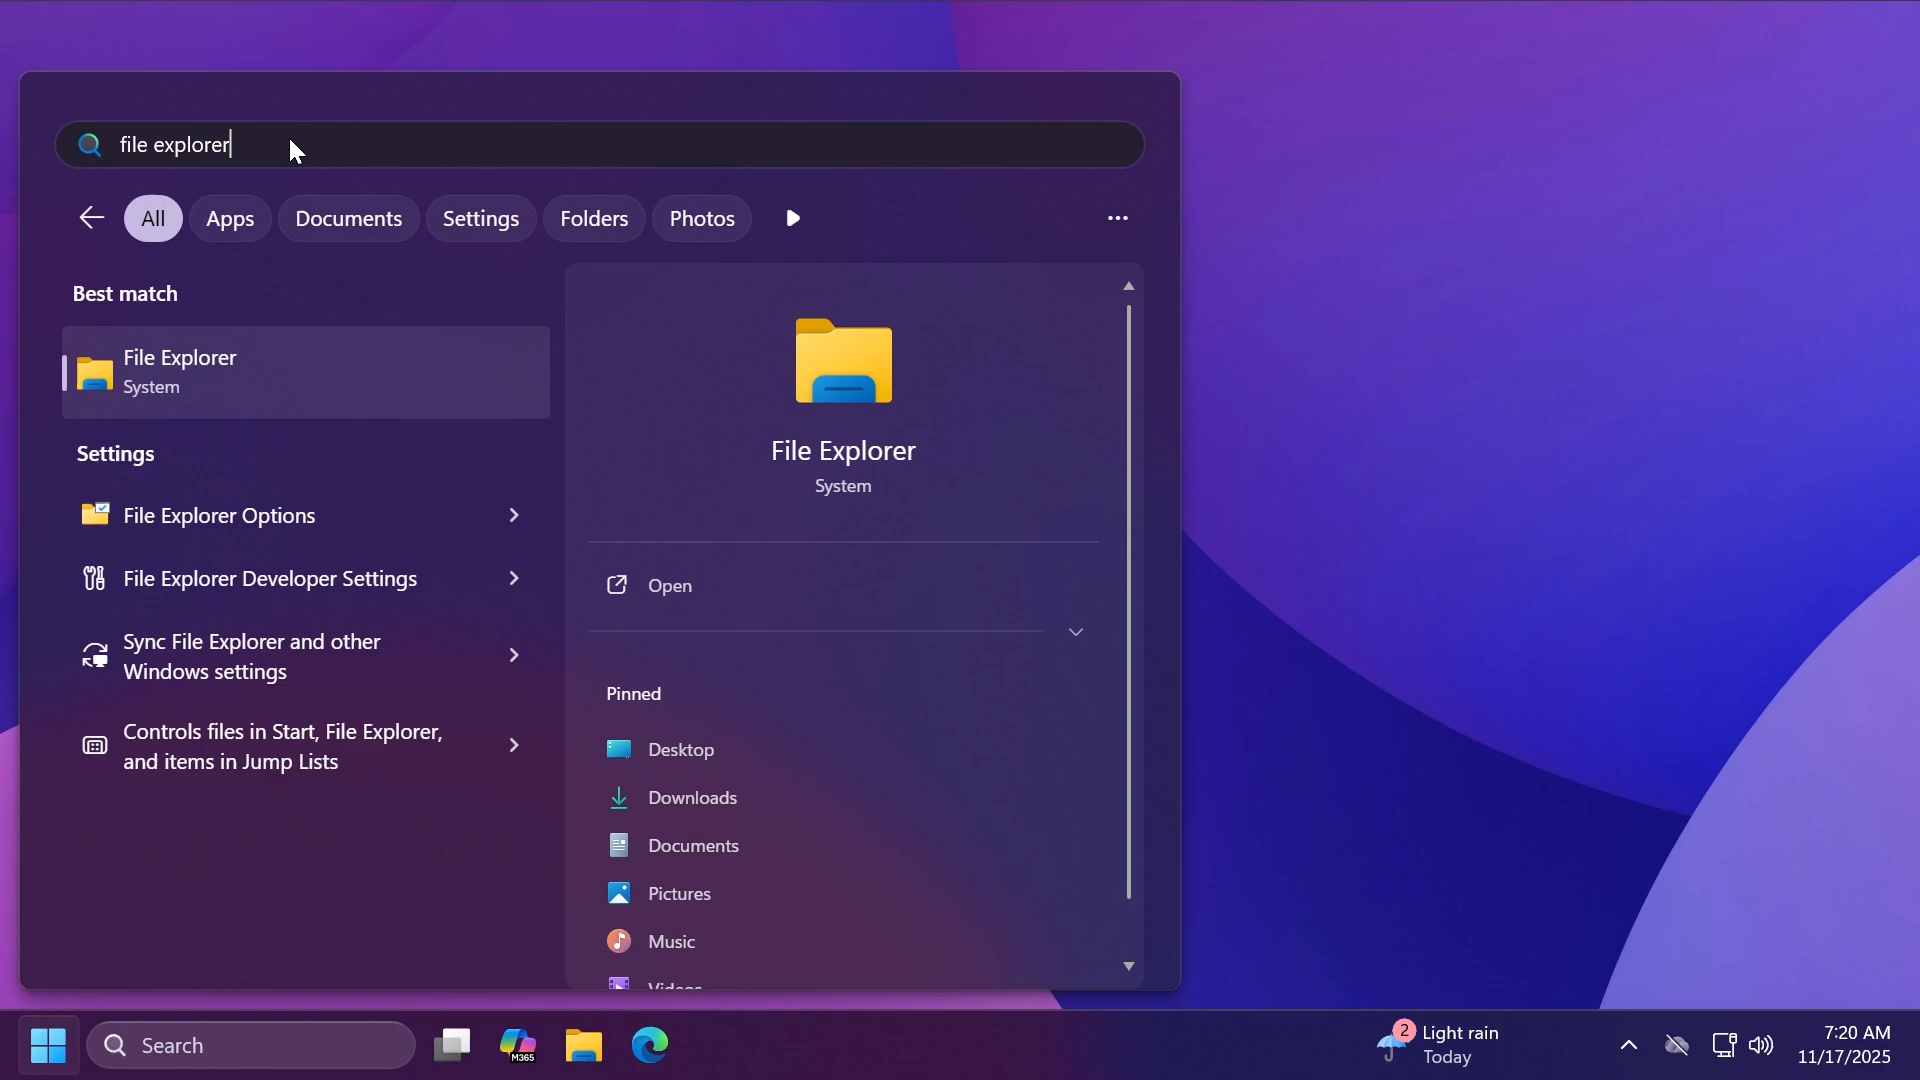 file explorer
All
Apps
Documents
Settings
Folders
Photos
Best match
File Explorer
System
Settings
File Explorer Options
File Explorer Developer Settings
Sync File Explorer and other
Windows settings
Controls files in Start, File Explorer,
and items in Jump Lists
File Explorer
System
Open
Pinned
Desktop
Downloads
Documents
Pictures
Music
Videos
Search
M365
2
Light rain
Today
7:20 AM
11/17/2025